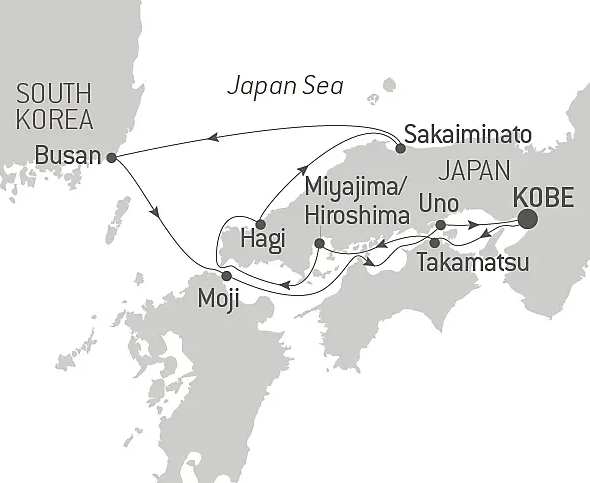 Japan Sea
SOUTH
KOREA
Busan
Sakaiminato
JAPAN
Miyajima/
Hiroshima
Uno
KOBE
Hagi
Takamatsu
Moji